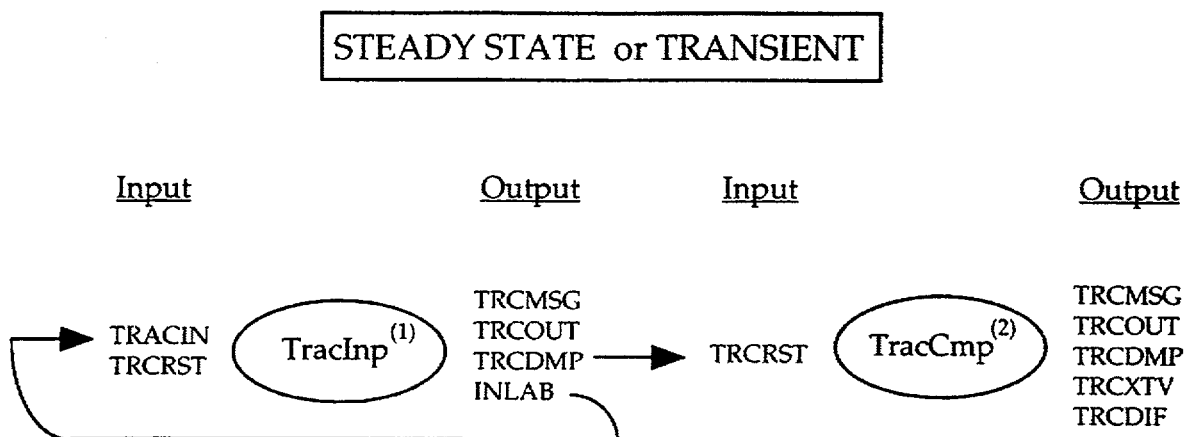 STEADY STATE or TRANSIENT
Input Output Input Output
TRACIN
TRCRST
TracInp(1)
TRCMSG
TRCOUT
TRCDMP
INLAB
TRCRST
TracCmp(2)
TRCMSG
TRCOUT
TRCDMP
TRCXTV
TRCDIF